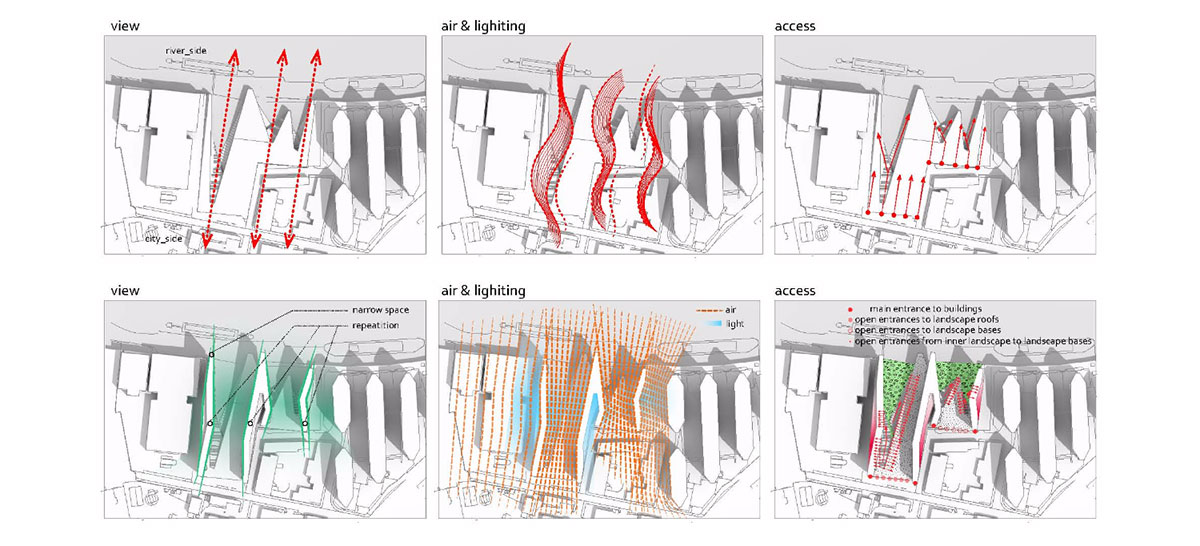 view
air & lighiting
access
river_side
city_side
view
air & lighiting
access
narrow space
repeatition
air
light
main entrance to buildings
open entrances to landscape roofs
open entrances to landscape bases
open entrances from inner landscape to landscape bases